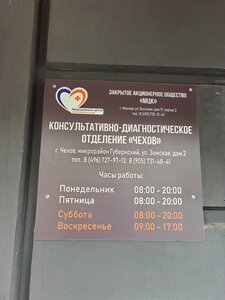 ЗАКРЫТОЕ АКЦИОНЕРНОЕ ОБЩЕСТВО
«МЦК»
КОНСУЛЬТАТИВНО-ДИАГНОСТИЧЕСКОЕ
ОТДЕЛЕНИЕ «ЧЕХОВ»
г. Чехов, микрорайон Губернский, ул. Земская, дом 2
тел.: 8 (496) 727-97-13; 8 (905) 731-48-41
Часы работы:
Понедельник 08:00 - 20:00
Пятница 08:00 - 20:00
Суббота 08:00 - 20:00
Воскресенье 09:00 - 17:00